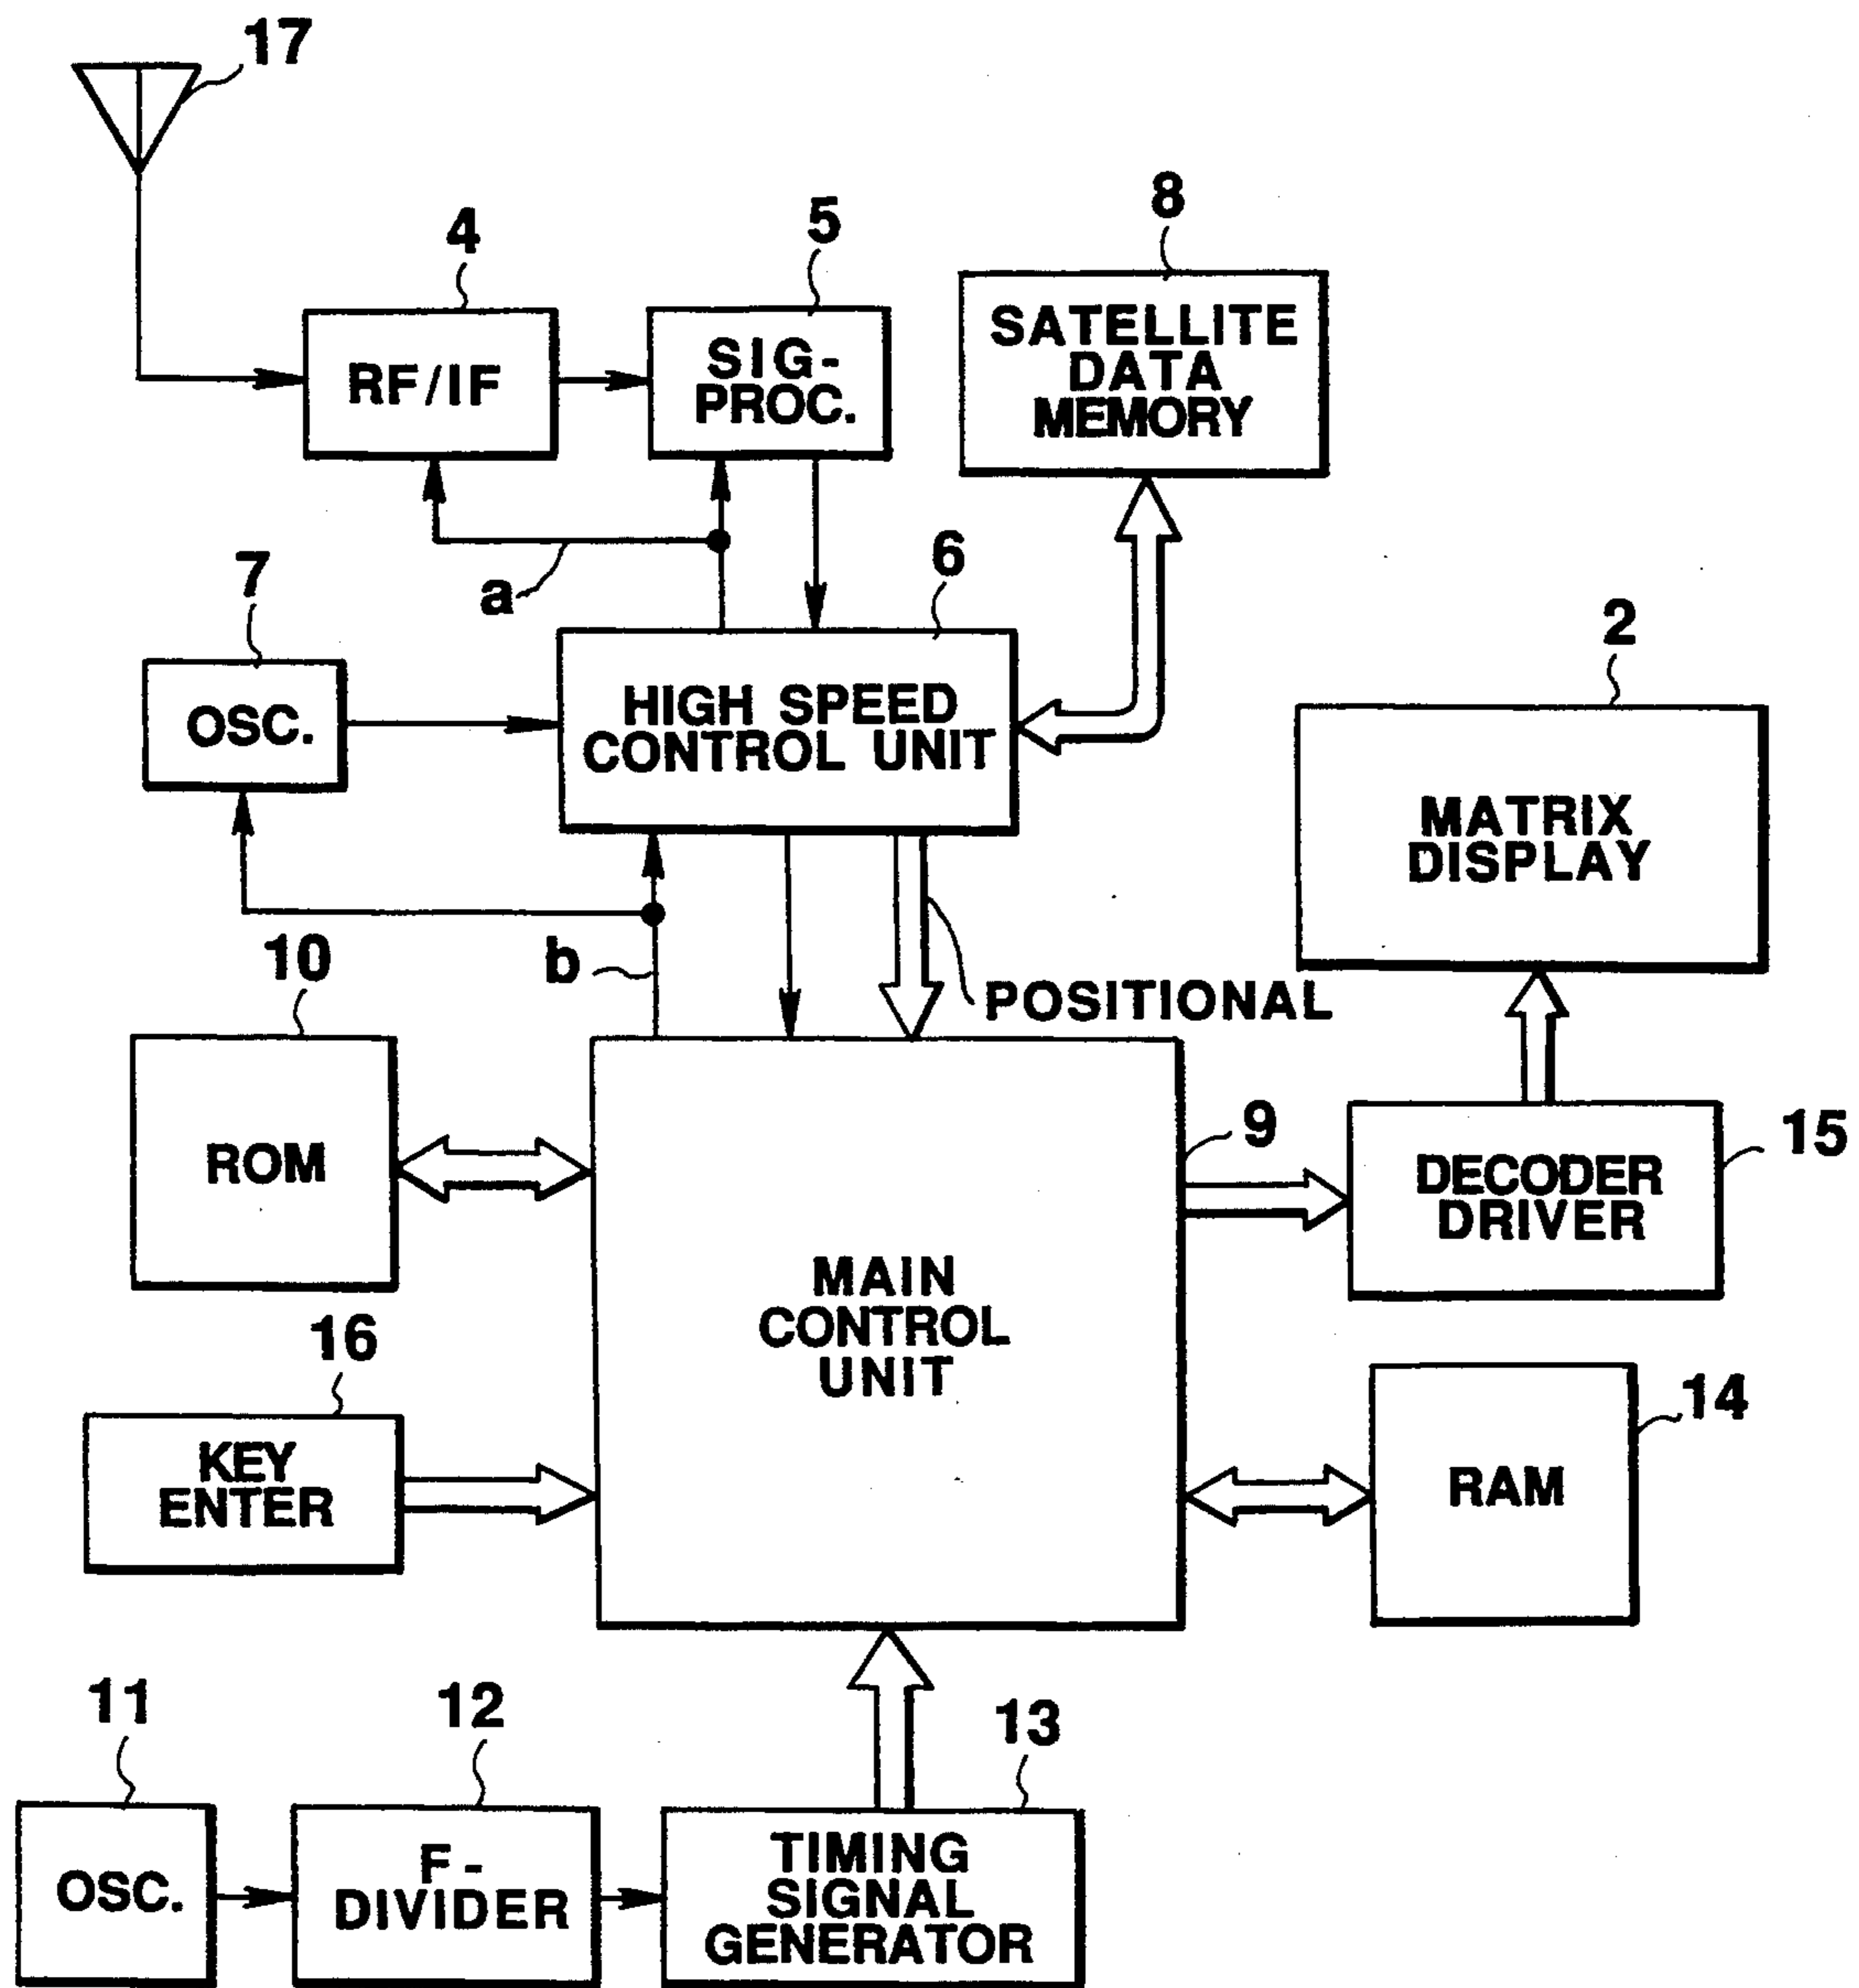 17
4
5
8
RF/IF
SIG-
PROC.
SATELLITE
DATA
MEMORY
a
7
6
2
OSC.
HIGH SPEED
CONTROL UNIT
MATRIX
DISPLAY
10
b
POSITIONAL
ROM
9
15
DECODER
DRIVER
MAIN
CONTROL
UNIT
16
14
KEY
ENTER
RAM
11
12
13
OSC.
F-
DIVIDER
TIMING
SIGNAL
GENERATOR